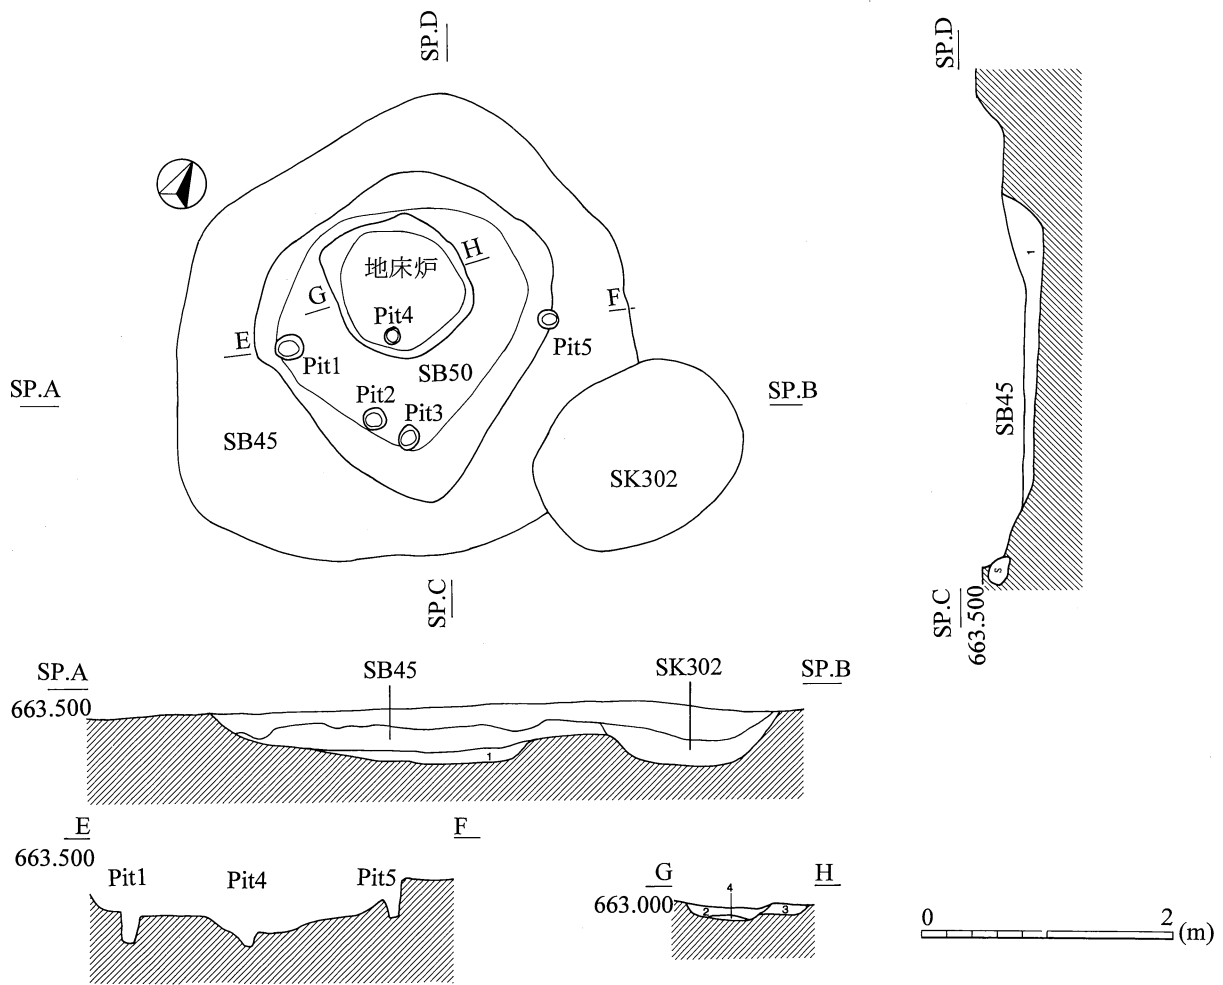 SP.D
地床炉
H
G
Pit4
F
E
Pit1
Pit5
SB50
SP.A
Pit2
Pit3
SP.B
SB45
SK302
SP.C
SP.D
1
SB45
S
SP.C
663.500
SP.A
SB45
SK302
SP.B
663.500
1
E
F
663.500
Pit1
Pit4
Pit5
G
4
H
663.000
2
3
0
2
(m)